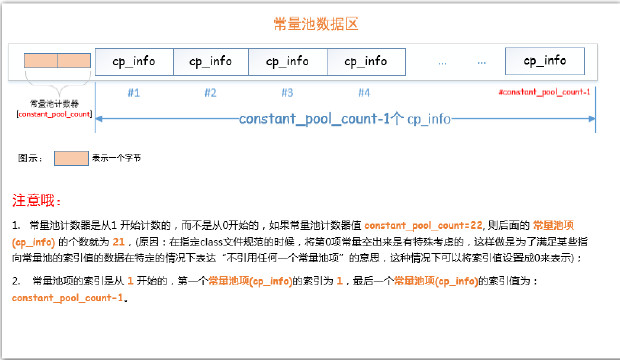 常量池数据区
cp_info cp_info cp_info cp_info ... ... cp_info
#1 #2 #3 #4 #constant_pool_count-1
常量池计数器
[constant_pool_count]
constant_pool_count-1个 cp_info
图示： 表示一个字节
注意哦：
1. 常量池计数器是从1 开始计数的，而不是从0开始的，如果常量池计数器值 constant_pool_count=22, 则后面的 常量池项
(cp_info) 的个数就为 21 。(原因：在指定class文件规范的时候，将第0项常量空出来是有特殊考虑的，这样做是为了满足某些指
向常量池的索引值的数据在特定的情况下表达“不引用任何一个常量池项”的意思，这种情况下可以将索引值设置成0来表示)；
2. 常量池项的索引是从 1 开始的，第一个常量池项(cp_info)的索引为 1，最后一个常量池项(cp_info)的索引值为：
constant_pool_count-1。